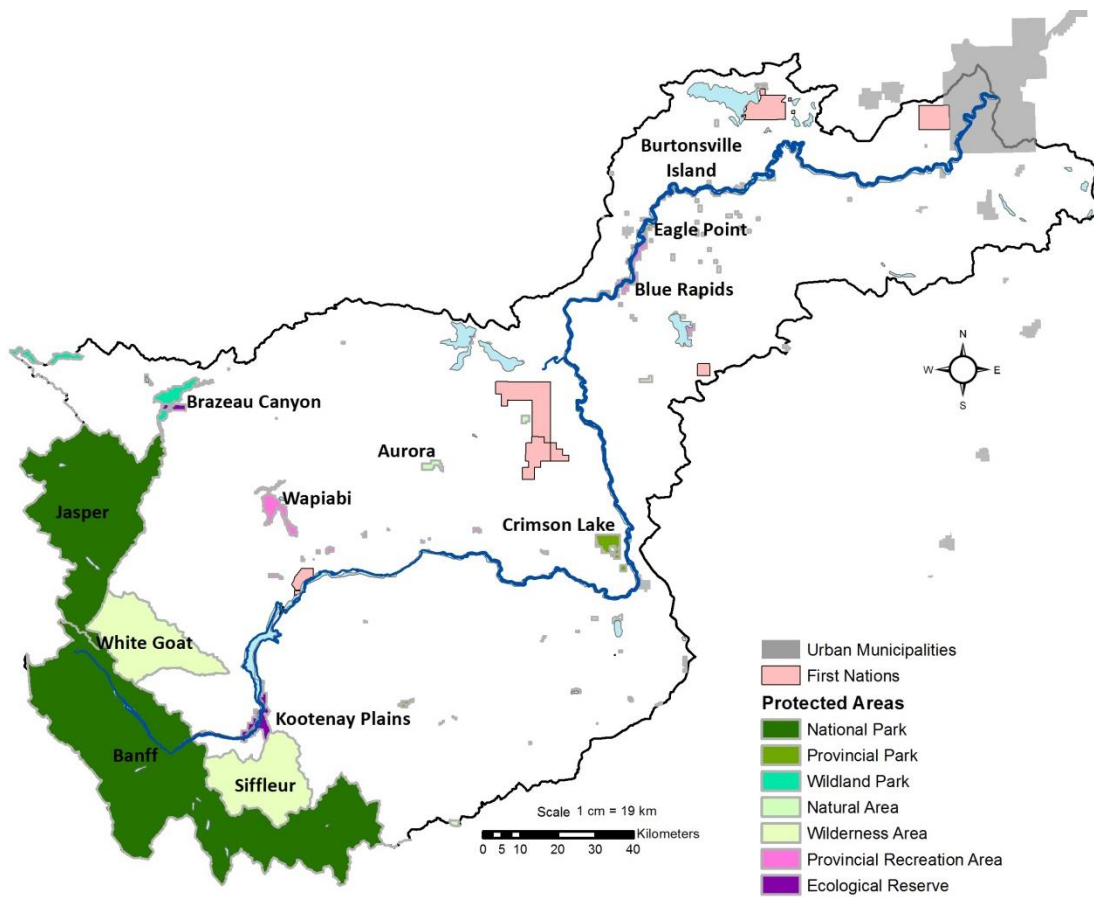 Burtonsville
Island
Eagle Point
Blue Rapids
Brazeau Canyon
Aurora
Wapiabi
Jasper
Crimson Lake
White Goat
Kootenay Plains
Banff
Siffleur
N
W
E
S
Scale 1 cm = 19 km
Kilometers
0 5 10 20 30 40
Urban Municipalities
First Nations
Protected Areas
National Park
Provincial Park
Wildland Park
Natural Area
Wilderness Area
Provincial Recreation Area
Ecological Reserve